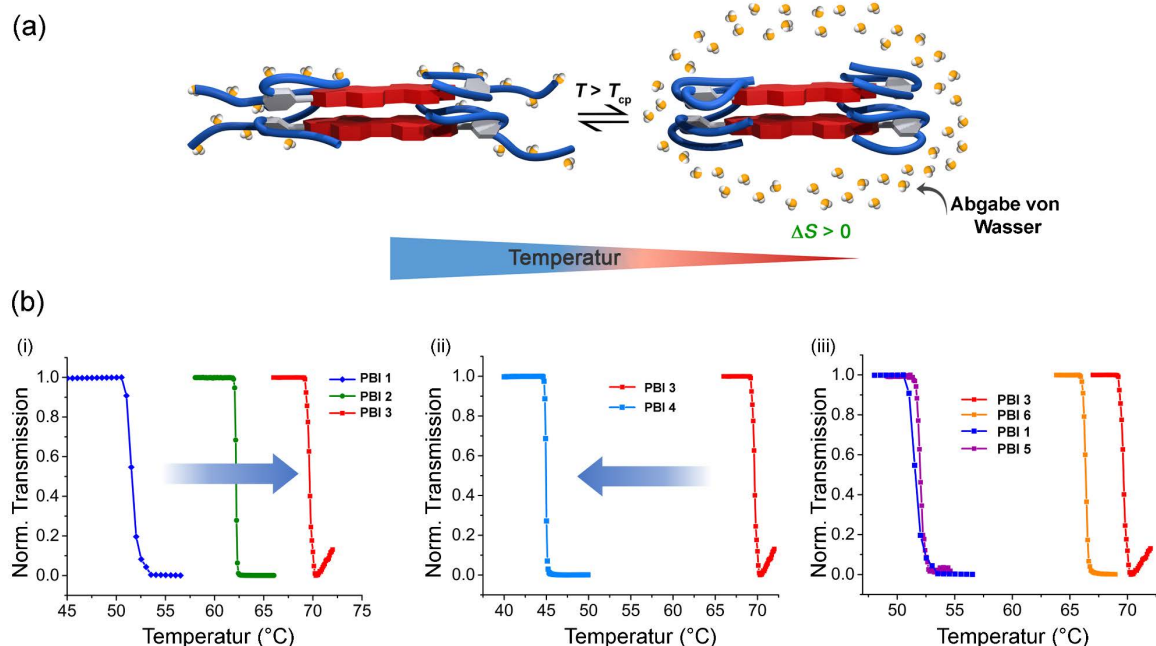 (a)
T > Tcp
Abgabe von
Wasser
ΔS > 0
Temperatur
(b)
(i)
Norm. Transmission
1.0
0.8
0.6
0.4
0.2
0.0
PBI 1
PBI 2
PBI 3
45 50 55 60 65 70 75
Temperatur (°C)
(ii)
Norm. Transmission
1.0
0.8
0.6
0.4
0.2
0.0
PBI 3
PBI 4
40 45 50 55 60 65 70
Temperatur (°C)
(iii)
Norm. Transmission
1.0
0.8
0.6
0.4
0.2
0.0
PBI 3
PBI 6
PBI 1
PBI 5
50 55 60 65 70
Temperatur (°C)